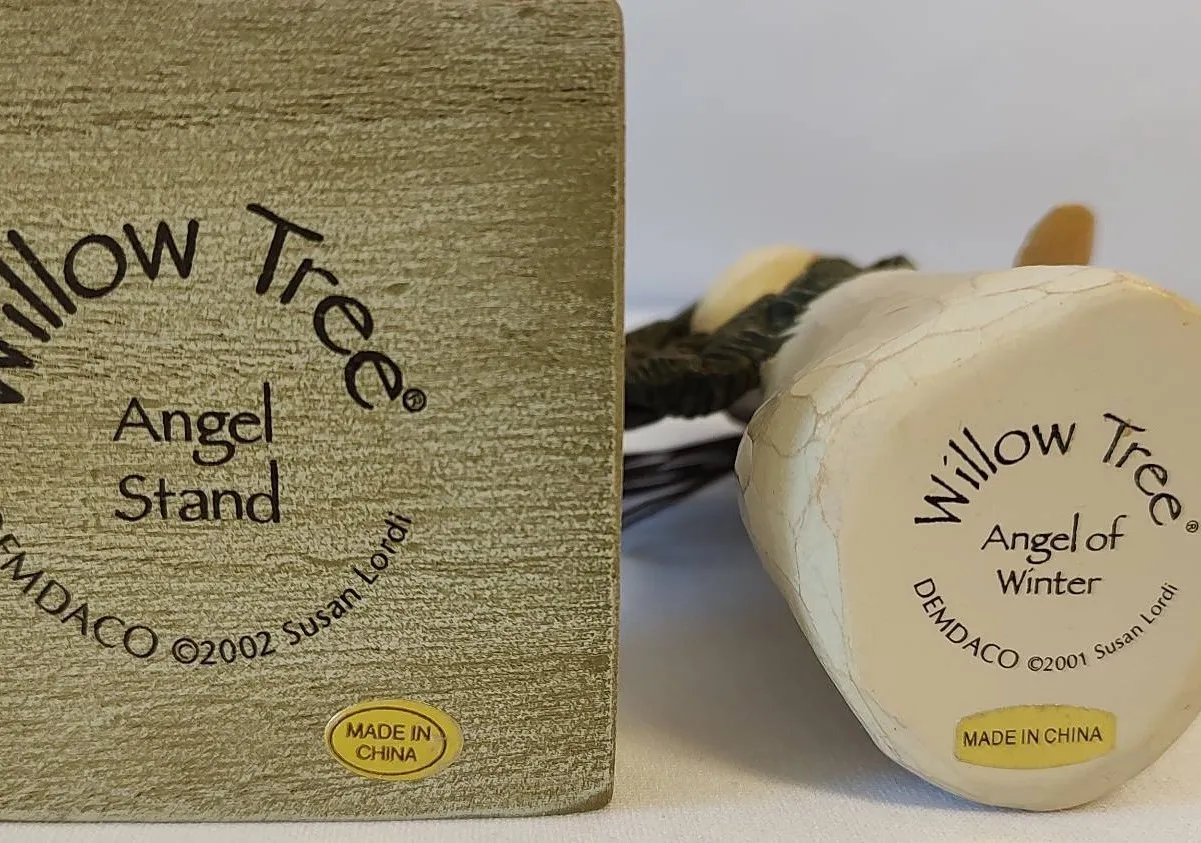 Willow Tree®
Angel
Stand
DEMDACO ©2002 Susan Lordi
MADE IN
CHINA
Willow Tree®
Angel of
Winter
DEMDACO ©2001 Susan Lordi
MADE IN CHINA